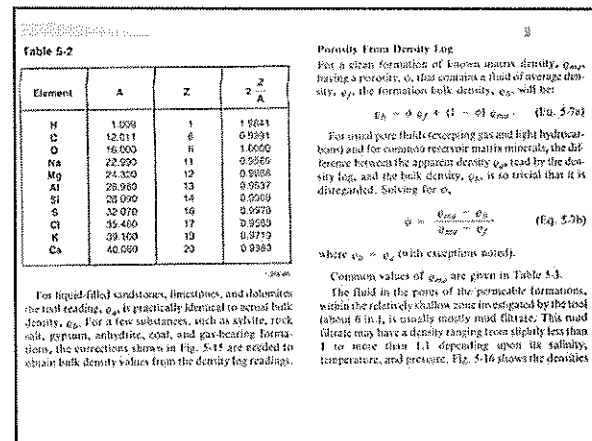 Table 5-2
Element A Z 2 Z/A
H 1.008 1 1.9841
C 12.011 6 0.9991
O 16.000 8 1.0000
Na 22.990 11 0.9569
Mg 24.320 12 0.9868
Al 26.980 13 0.9637
Si 28.090 14 0.9968
S 32.070 16 0.9978
Cl 35.460 17 0.9588
K 39.100 19 0.9719
Ca 40.080 20 0.9980
For liquid-filled sandstones, limestones, and dolomites
the tool reading, ϱa, is practically identical to actual bulk
density, ϱb. For a few substances, such as sylvite, rock
salt, gypsum, anhydrite, coal, and gas-bearing forma-
tions, the corrections shown in Fig. 5-15 are needed to
obtain bulk density values from the density log readings.
Porosity From Density Log
For a clean formation of known matrix density, ϱma,
having a porosity, ϕ, that contains a fluid of average den-
sity, ϱf, the formation bulk density, ϱb, will be:
ϱb = ϕ ϱf + (1 − ϕ) ϱma. (Eq. 5-7a)
For usual pore fluids (excepting gas and light hydrocar-
bons) and for common reservoir matrix minerals, the dif-
ference between the apparent density ϱa, read by the den-
sity log, and the bulk density, ϱb, is so trivial that it is
disregarded. Solving for ϕ,
ϕ = (ϱma − ϱb) / (ϱma − ϱf) (Eq. 5-7b)
where ϱb = ϱa (with exceptions noted).
Common values of ϱma are given in Table 5-3.
The fluid in the pores of the permeable formations,
within the relatively shallow zone investigated by the tool
(about 6 in.), is usually mostly mud filtrate. This mud
filtrate may have a density ranging from slightly less than
1 to more than 1.1 depending upon its salinity,
temperature, and pressure. Fig. 5-16 shows the densities